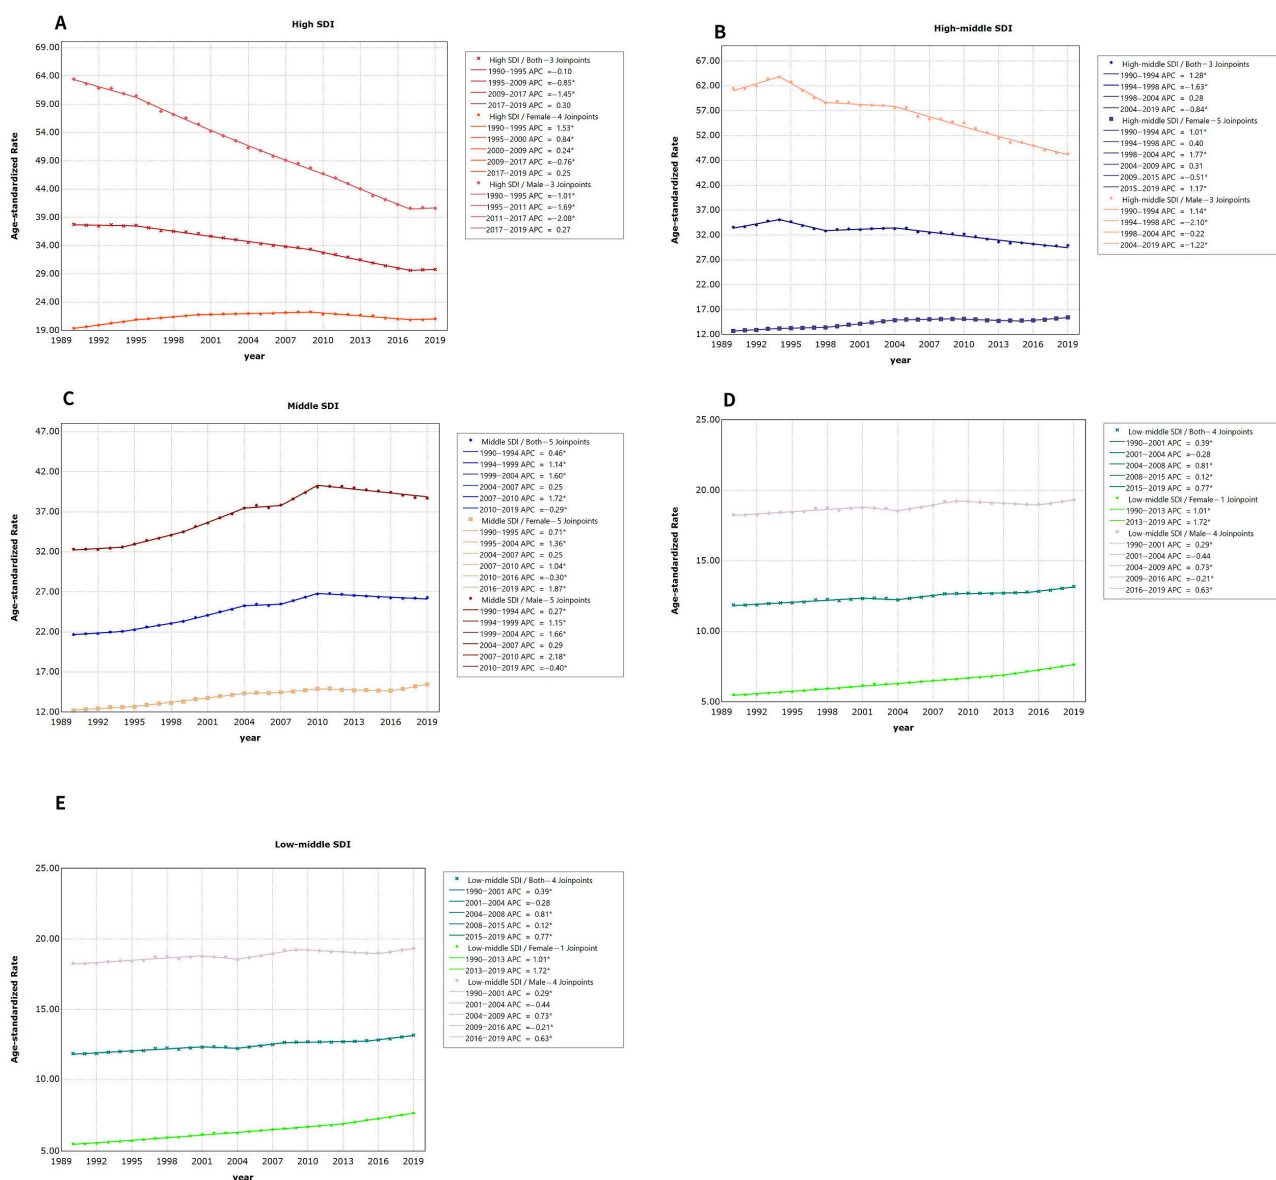 A
High SDI
69.00
64.00
59.00
54.00
49.00
44.00
39.00
34.00
29.00
24.00
19.00
Age-standardized Rate
1989 1992 1995 1998 2001 2004 2007 2010 2013 2016 2019
year
High SDI / Both−3 Joinpoints
1990−1995 APC =−0.10
1995−2009 APC =−0.85*
2009−2017 APC =−1.45*
2017−2019 APC = 0.30
High SDI / Female−4 Joinpoints
1990−1995 APC = 1.53*
1995−2000 APC = 0.84*
2000−2009 APC = 0.24*
2009−2017 APC =−0.76*
2017−2019 APC = 0.25
High SDI / Male−3 Joinpoints
1990−1995 APC =−1.01*
1995−2011 APC =−1.69*
2011−2017 APC =−2.08*
2017−2019 APC = 0.27
B
High-middle SDI
67.00
62.00
57.00
52.00
47.00
42.00
37.00
32.00
27.00
22.00
17.00
12.00
Age-standardized Rate
1989 1992 1995 1998 2001 2004 2007 2010 2013 2016 2019
year
High-middle SDI / Both−3 Joinpoints
1990−1994 APC = 1.28*
1994−1998 APC =−1.63*
1998−2004 APC = 0.28
2004−2019 APC =−0.84*
High-middle SDI / Female−5 Joinpoints
1990−1994 APC = 1.01*
1994−1998 APC = 0.40
1998−2004 APC = 1.77*
2004−2009 APC = 0.31
2009−2015 APC =−0.51*
2015−2019 APC = 1.17*
High-middle SDI / Male−3 Joinpoints
1990−1994 APC = 1.14*
1994−1998 APC =−2.10*
1998−2004 APC =−0.22
2004−2019 APC =−1.22*
C
Middle SDI
47.00
42.00
37.00
32.00
27.00
22.00
17.00
12.00
Age-standardized Rate
1989 1992 1995 1998 2001 2004 2007 2010 2013 2016 2019
year
Middle SDI / Both−5 Joinpoints
1990−1994 APC = 0.46*
1994−1999 APC = 1.14*
1999−2004 APC = 1.60*
2004−2007 APC = 0.25
2007−2010 APC = 1.72*
2010−2019 APC =−0.29*
Middle SDI / Female−5 Joinpoints
1990−1995 APC = 0.71*
1995−2004 APC = 1.36*
2004−2007 APC = 0.25
2007−2010 APC = 1.04*
2010−2016 APC =−0.30*
2016−2019 APC = 1.87*
Middle SDI / Male−5 Joinpoints
1990−1994 APC = 0.27*
1994−1999 APC = 1.15*
1999−2004 APC = 1.66*
2004−2007 APC = 0.29
2007−2010 APC = 2.18*
2010−2019 APC =−0.40*
D
25.00
20.00
15.00
10.00
5.00
Age-standardized Rate
1989 1992 1995 1998 2001 2004 2007 2010 2013 2016 2019
year
Low-middle SDI / Both−4 Joinpoints
1990−2001 APC = 0.39*
2001−2004 APC =−0.28
2004−2008 APC = 0.81*
2008−2015 APC = 0.12*
2015−2019 APC = 0.77*
Low-middle SDI / Female−1 Joinpoint
1990−2013 APC = 1.01*
2013−2019 APC = 1.72*
Low-middle SDI / Male−4 Joinpoints
1990−2001 APC = 0.29*
2001−2004 APC =−0.44
2004−2009 APC = 0.73*
2009−2016 APC =−0.21*
2016−2019 APC = 0.63*
E
Low-middle SDI
25.00
20.00
15.00
10.00
5.00
Age-standardized Rate
1989 1992 1995 1998 2001 2004 2007 2010 2013 2016 2019
year
Low-middle SDI / Both−4 Joinpoints
1990−2001 APC = 0.39*
2001−2004 APC =−0.28
2004−2008 APC = 0.81*
2008−2015 APC = 0.12*
2015−2019 APC = 0.77*
Low-middle SDI / Female−1 Joinpoint
1990−2013 APC = 1.01*
2013−2019 APC = 1.72*
Low-middle SDI / Male−4 Joinpoints
1990−2001 APC = 0.29*
2001−2004 APC =−0.44
2004−2009 APC = 0.73*
2009−2016 APC =−0.21*
2016−2019 APC = 0.63*